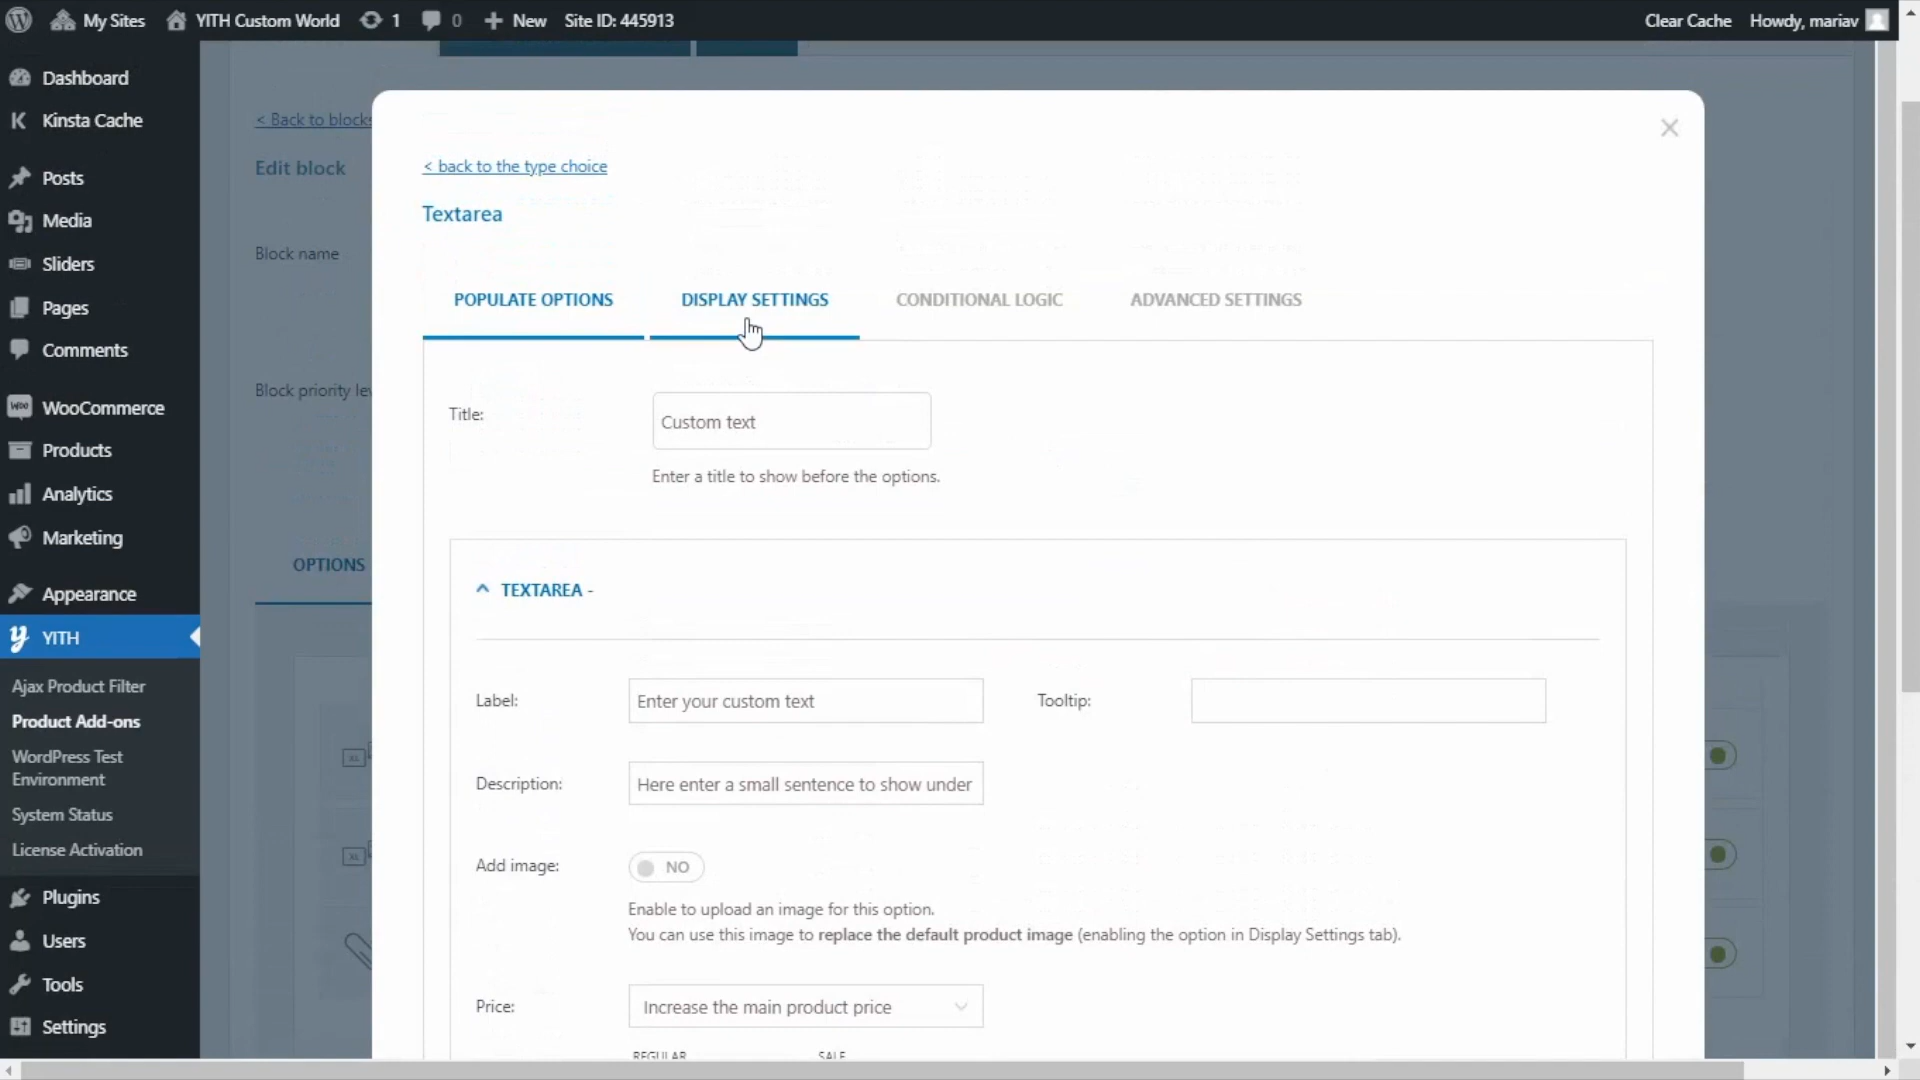 My Sites
YITH Custom World
1
0
New
Site ID: 445913
Clear Cache
Howdy, mariav
Dashboard
Kinsta Cache
Posts
Media
Sliders
Pages
Comments
WooCommerce
Products
Analytics
Marketing
Appearance
YITH
Ajax Product Filter
Product Add-ons
WordPress Test
Environment
System Status
License Activation
Plugins
Users
Tools
Settings
< Back to blocks
Edit block
Block name
Block priority lev
OPTIONS
< back to the type choice
Textarea
POPULATE OPTIONS
DISPLAY SETTINGS
CONDITIONAL LOGIC
ADVANCED SETTINGS
Title:
Custom text
Enter a title to show before the options.
TEXTAREA -
Label:
Enter your custom text
Tooltip:
Description:
Here enter a small sentence to show under
Add image:
NO
Enable to upload an image for this option.
You can use this image to replace the default product image (enabling the option in Display Settings tab).
Price:
Increase the main product price
REGULAR
SALE